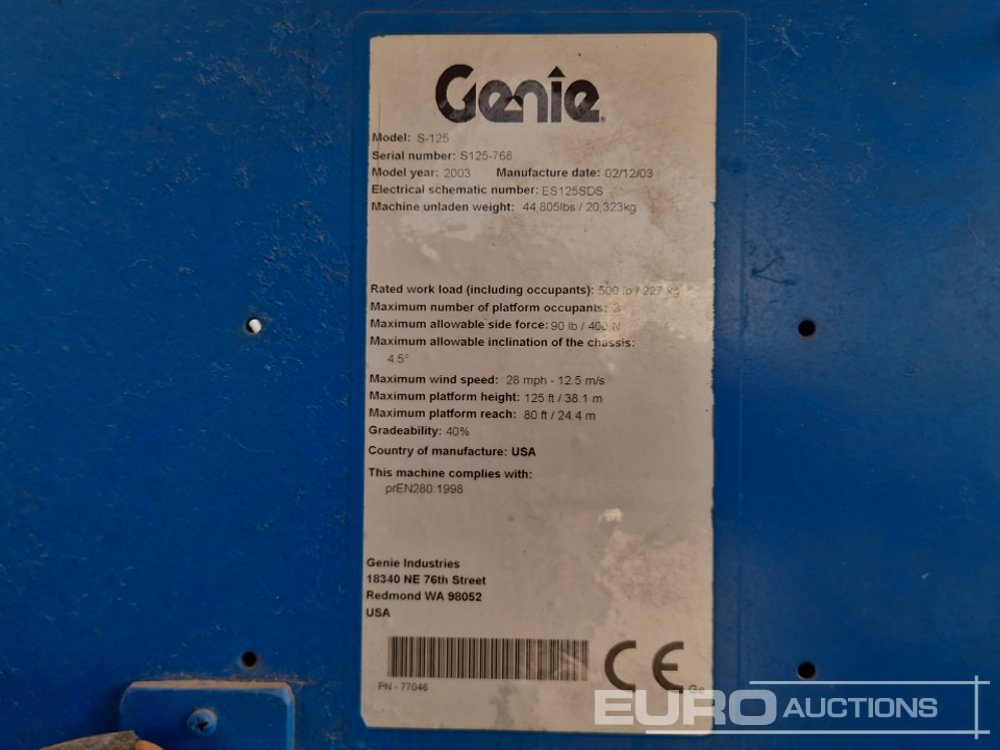 Genie
Model: S-125
Serial number: S125-768
Model year: 2003 Manufacture date: 02/12/03
Electrical schematic number: ES125SDS
Machine unladen weight: 44,805lbs / 20,323kg
Rated work load (including occupants): 500 lb / 227 kg
Maximum number of platform occupants: 2
Maximum allowable side force: 90 lb / 400 N
Maximum allowable inclination of the chassis:
4.5°
Maximum wind speed: 28 mph - 12.5 m/s
Maximum platform height: 125 ft / 38.1 m
Maximum platform reach: 80 ft / 24.4 m
Gradeability: 40%
Country of manufacture: USA
This machine complies with:
prEN280:1998
Genie Industries
18340 NE 76th Street
Redmond WA 98052
USA
CE
PN - 77046
Ge
EURO AUCTIONS